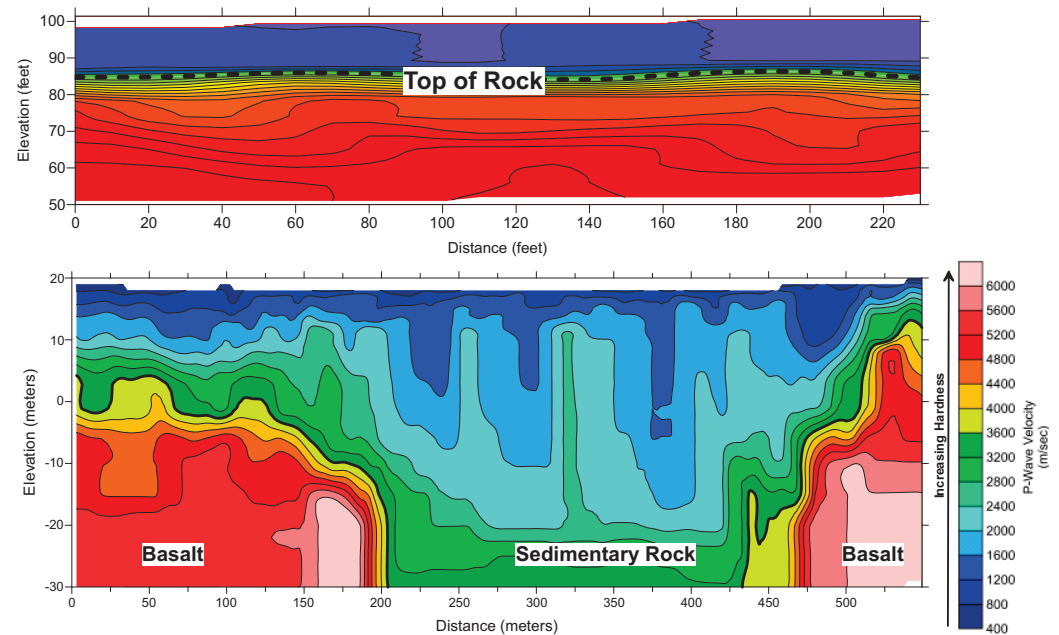 Elevation (feet)
100
90
80
70
60
50
Top of Rock
0 20 40 60 80 100 120 140 160 180 200 220
Distance (feet)
Elevation (meters)
20
10
0
-10
-20
-30
Basalt
Sedimentary Rock
Basalt
0 50 100 150 200 250 300 350 400 450 500
Distance (meters)
Increasing Hardness
6000
5600
5200
4800
4400
4000
3600
3200
2800
2400
2000
1600
1200
800
400
P-Wave Velocity
(m/sec)